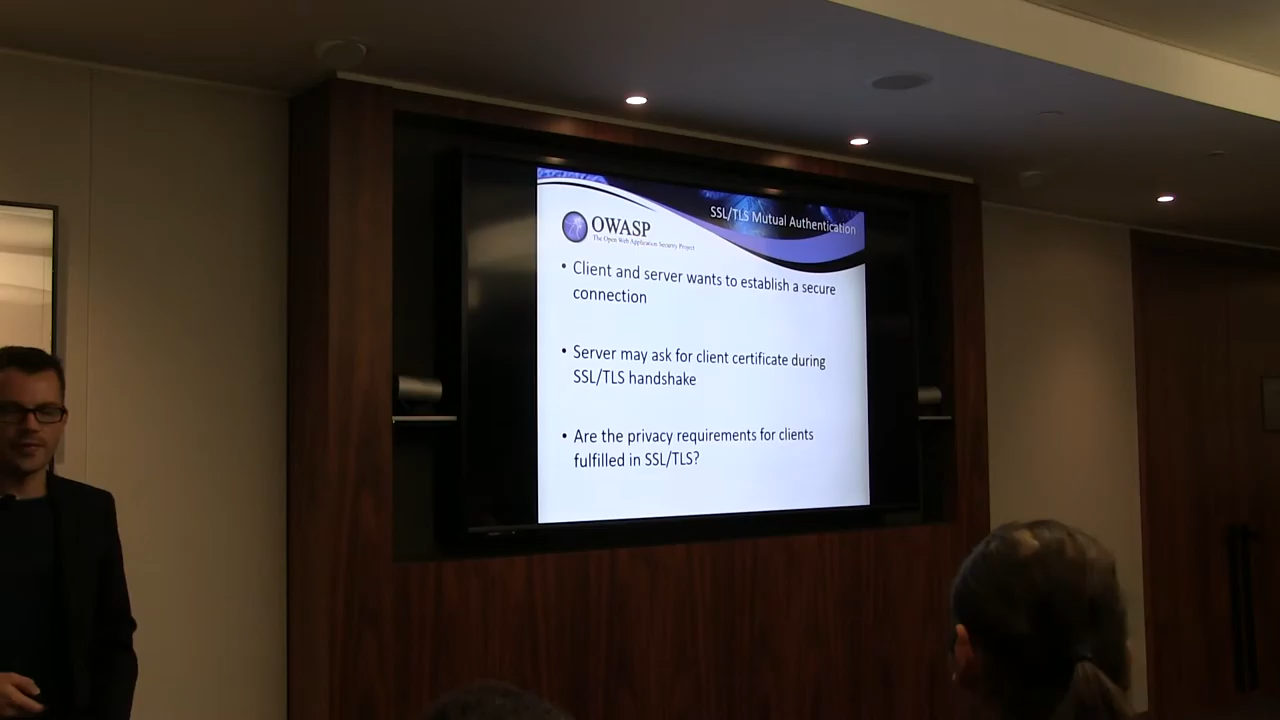 SSL/TLS Mutual Authentication
OWASP
The Open Web Application Security Project
• Client and server wants to establish a secure
connection
• Server may ask for client certificate during
SSL/TLS handshake
• Are the privacy requirements for clients
fulfilled in SSL/TLS?